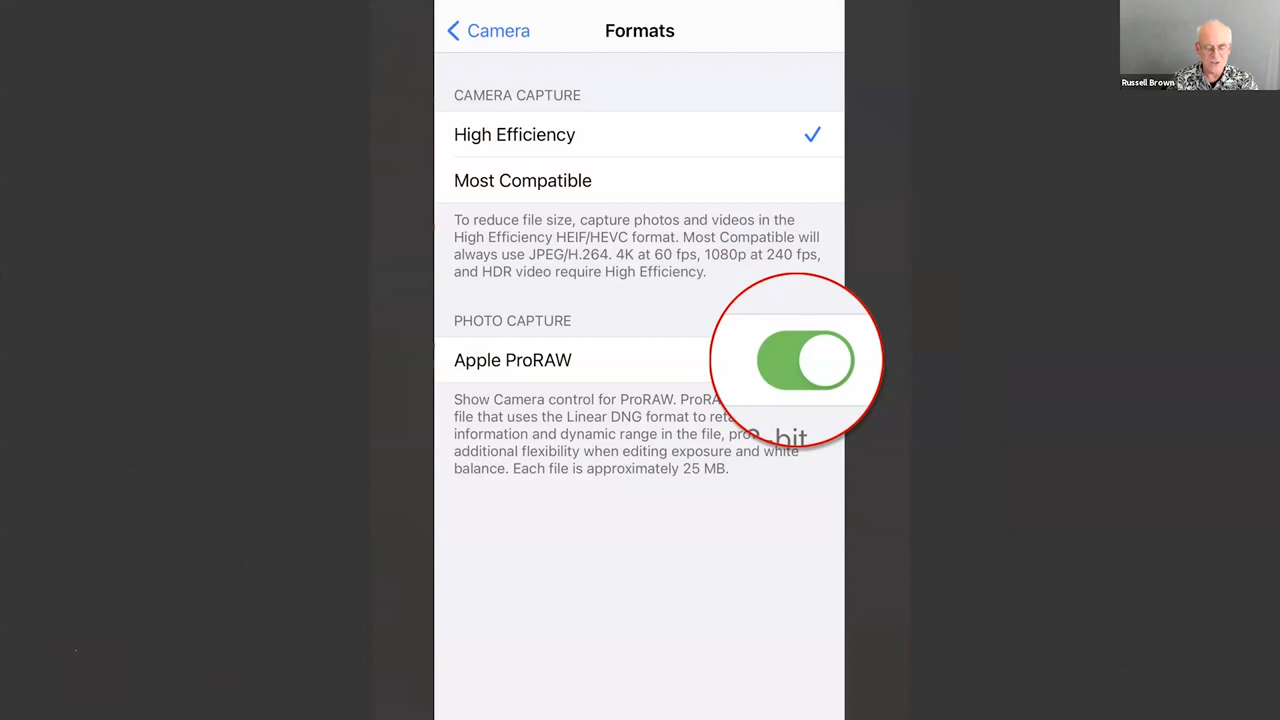 Camera
Formats
Russell Brown
CAMERA CAPTURE
High Efficiency
Most Compatible
To reduce file size, capture photos and videos in the
High Efficiency HEIF/HEVC format. Most Compatible will
always use JPEG/H.264. 4K at 60 fps, 1080p at 240 fps,
and HDR video require High Efficiency.
PHOTO CAPTURE
Apple ProRAW
Show Camera control for ProRAW.
file that uses the Linear DNG format to
-bit
information and dynamic range in the file,
additional flexibility when editing exposure and white
balance. Each file is approximately 25 MB.